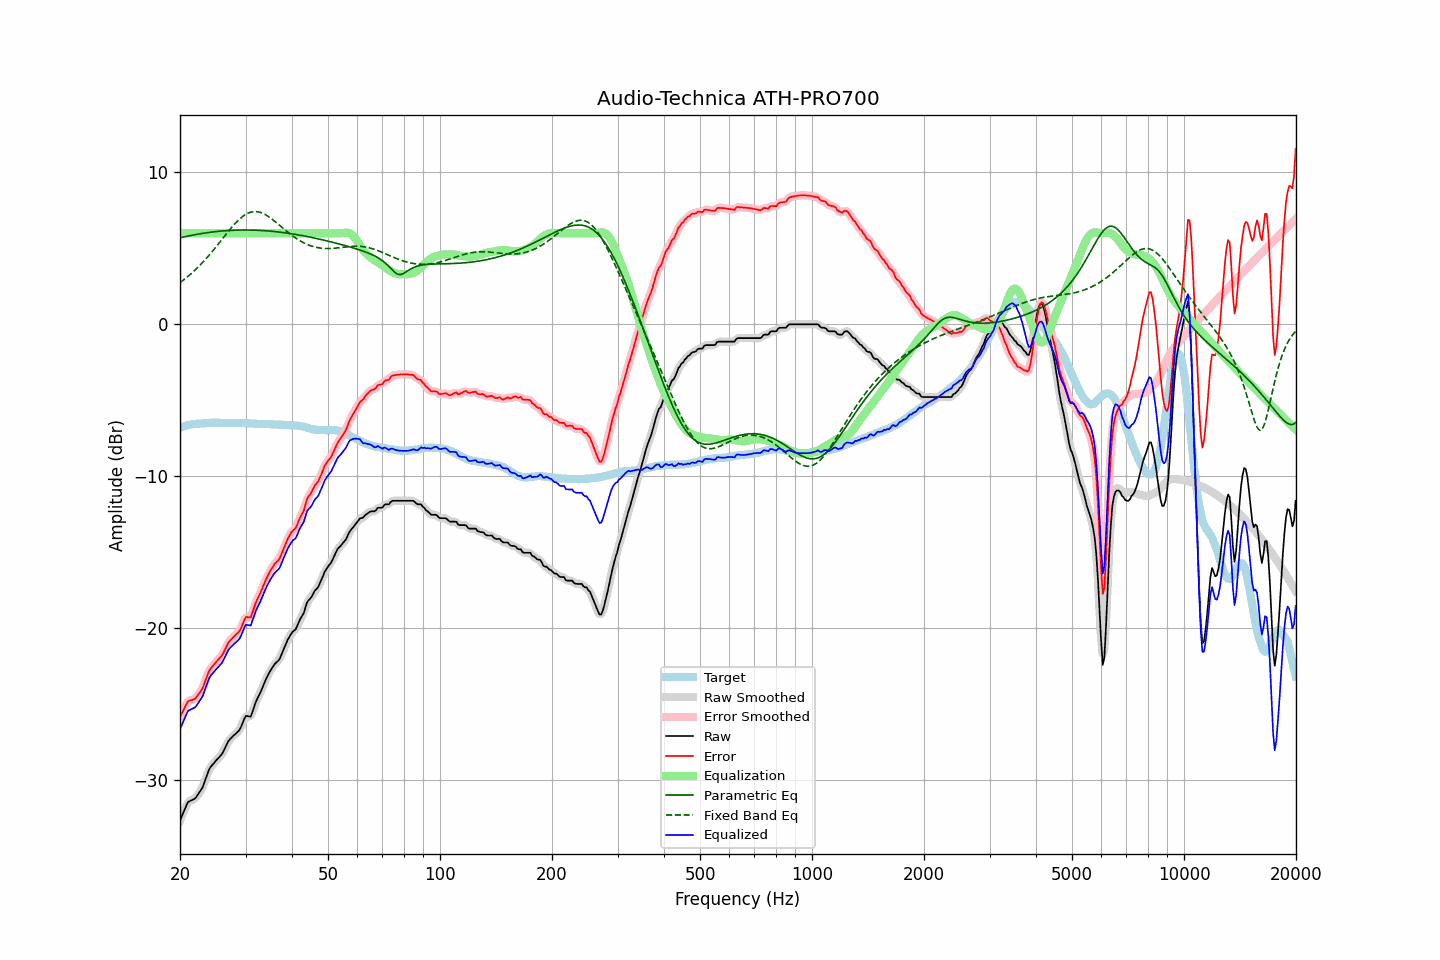 Audio-Technica ATH-PRO700
Amplitude (dBr)
10
0
−10
−20
−30
Target
Raw Smoothed
Error Smoothed
Raw
Error
Equalization
Parametric Eq
Fixed Band Eq
Equalized
20 50 100 200 500 1000 2000 5000 10000 20000
Frequency (Hz)